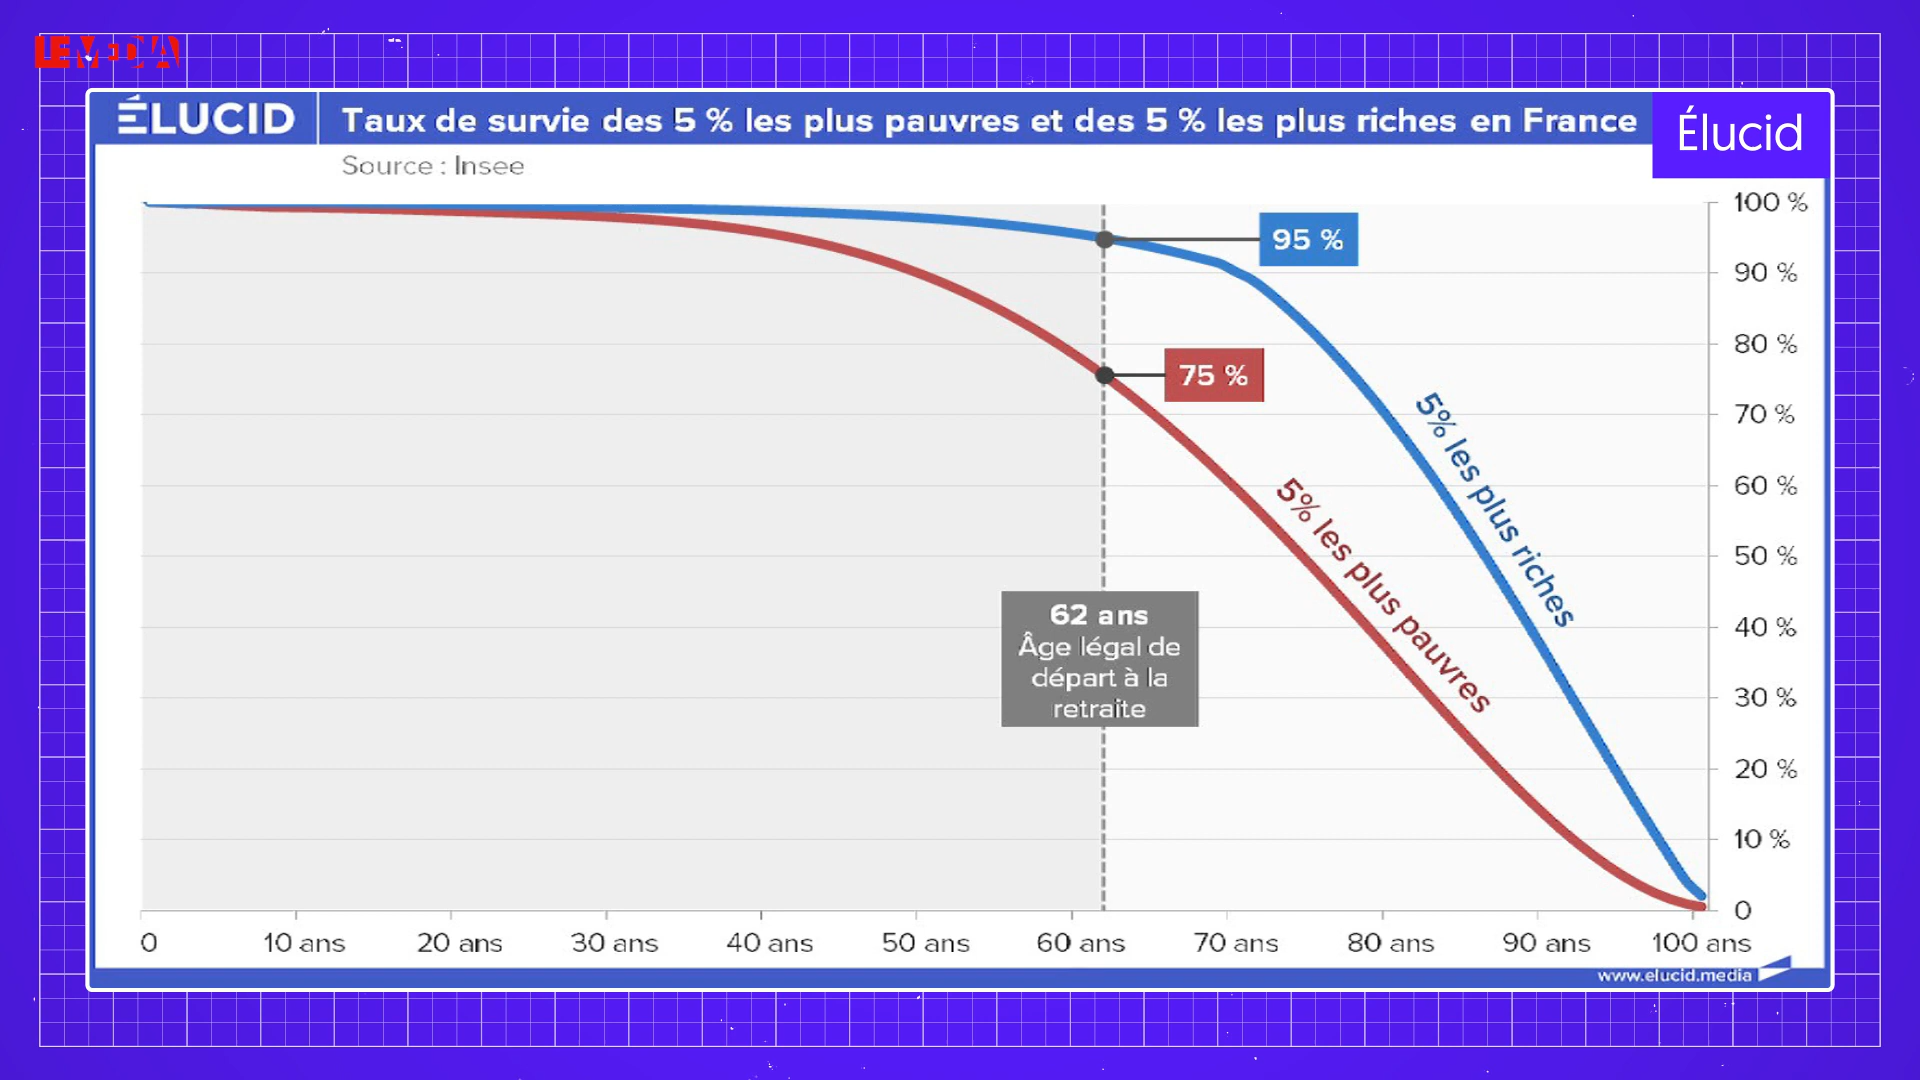 LE MEDIA
ÉLUCID
Taux de survie des 5 % les plus pauvres et des 5 % les plus riches en France
Élucid
Source : Insee
100 %
95 %
90 %
80 %
75 %
70 %
5% les plus riches
60 %
5% les plus pauvres
50 %
62 ans
Âge légal de
départ à la
retraite
40 %
30 %
20 %
10 %
0
0
10 ans
20 ans
30 ans
40 ans
50 ans
60 ans
70 ans
80 ans
90 ans
100 ans
www.elucid.media